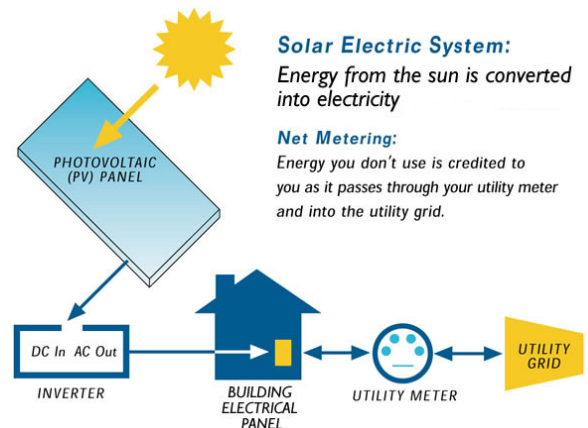 Solar Electric System:
Energy from the sun is converted
into electricity
Net Metering:
Energy you don't use is credited to
you as it passes through your utility meter
and into the utility grid.
PHOTOVOLTAIC
(PV) PANEL
DC In AC Out
INVERTER
BUILDING
ELECTRICAL
PANEL
UTILITY METER
UTILITY
GRID